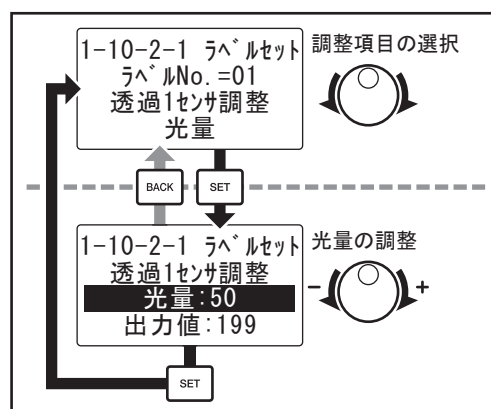 1-10-2-1 ラベルセット
ラベルNo.=01
透過1センサ調整
光量
調整項目の選択
BACK
SET
1-10-2-1 ラベルセット
透過1センサ調整
光量:50
出力値:199
光量の調整
- +
SET